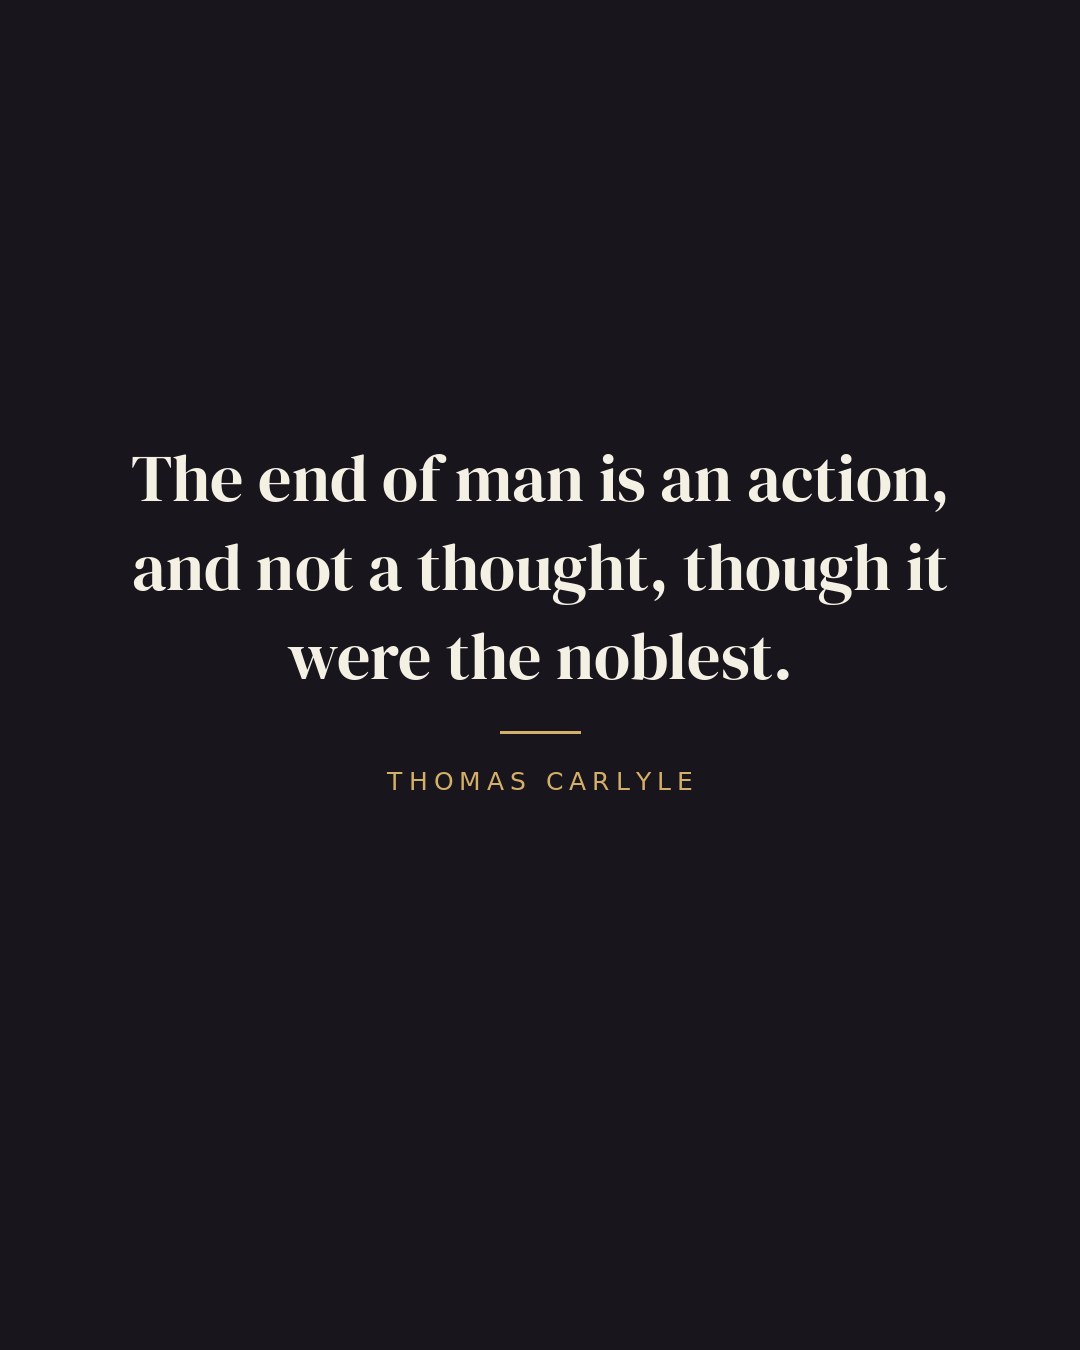 The end of man is an action,
and not a thought, though it
were the noblest.
THOMAS CARLYLE